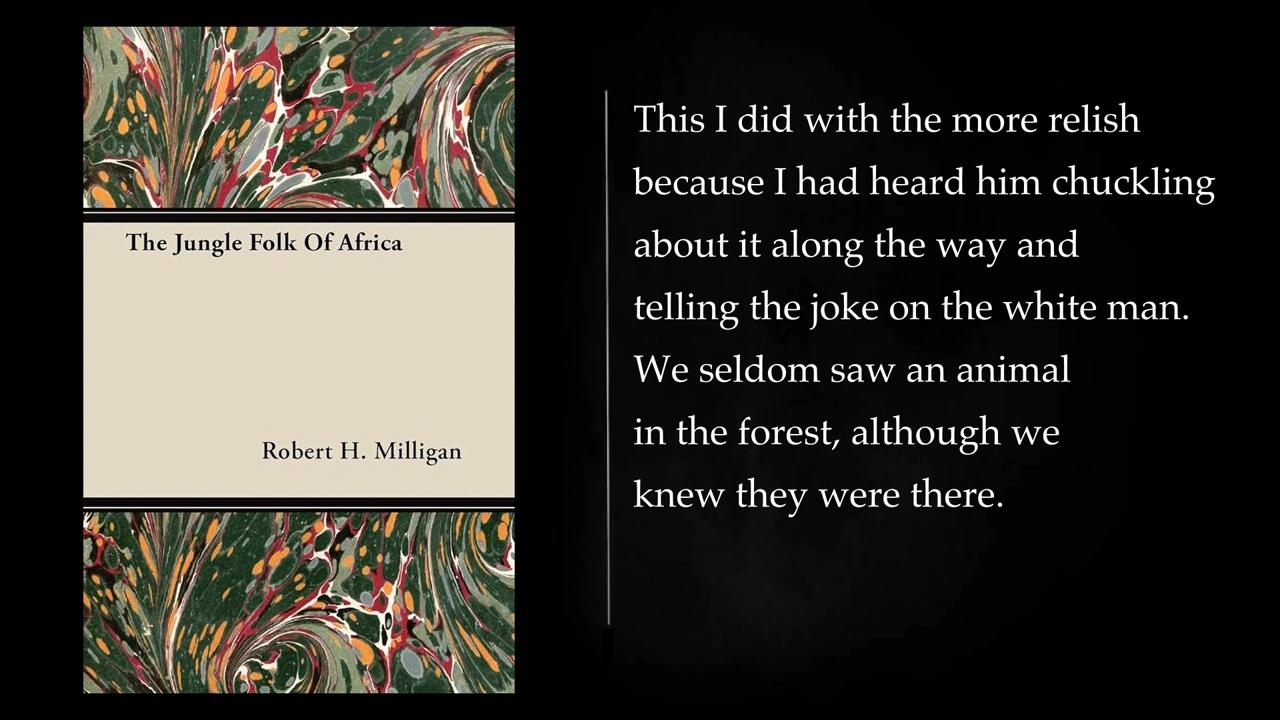 The Jungle Folk Of Africa
Robert H. Milligan
This I did with the more relish
because I had heard him chuckling
about it along the way and
telling the joke on the white man.
We seldom saw an animal
in the forest, although we
knew they were there.